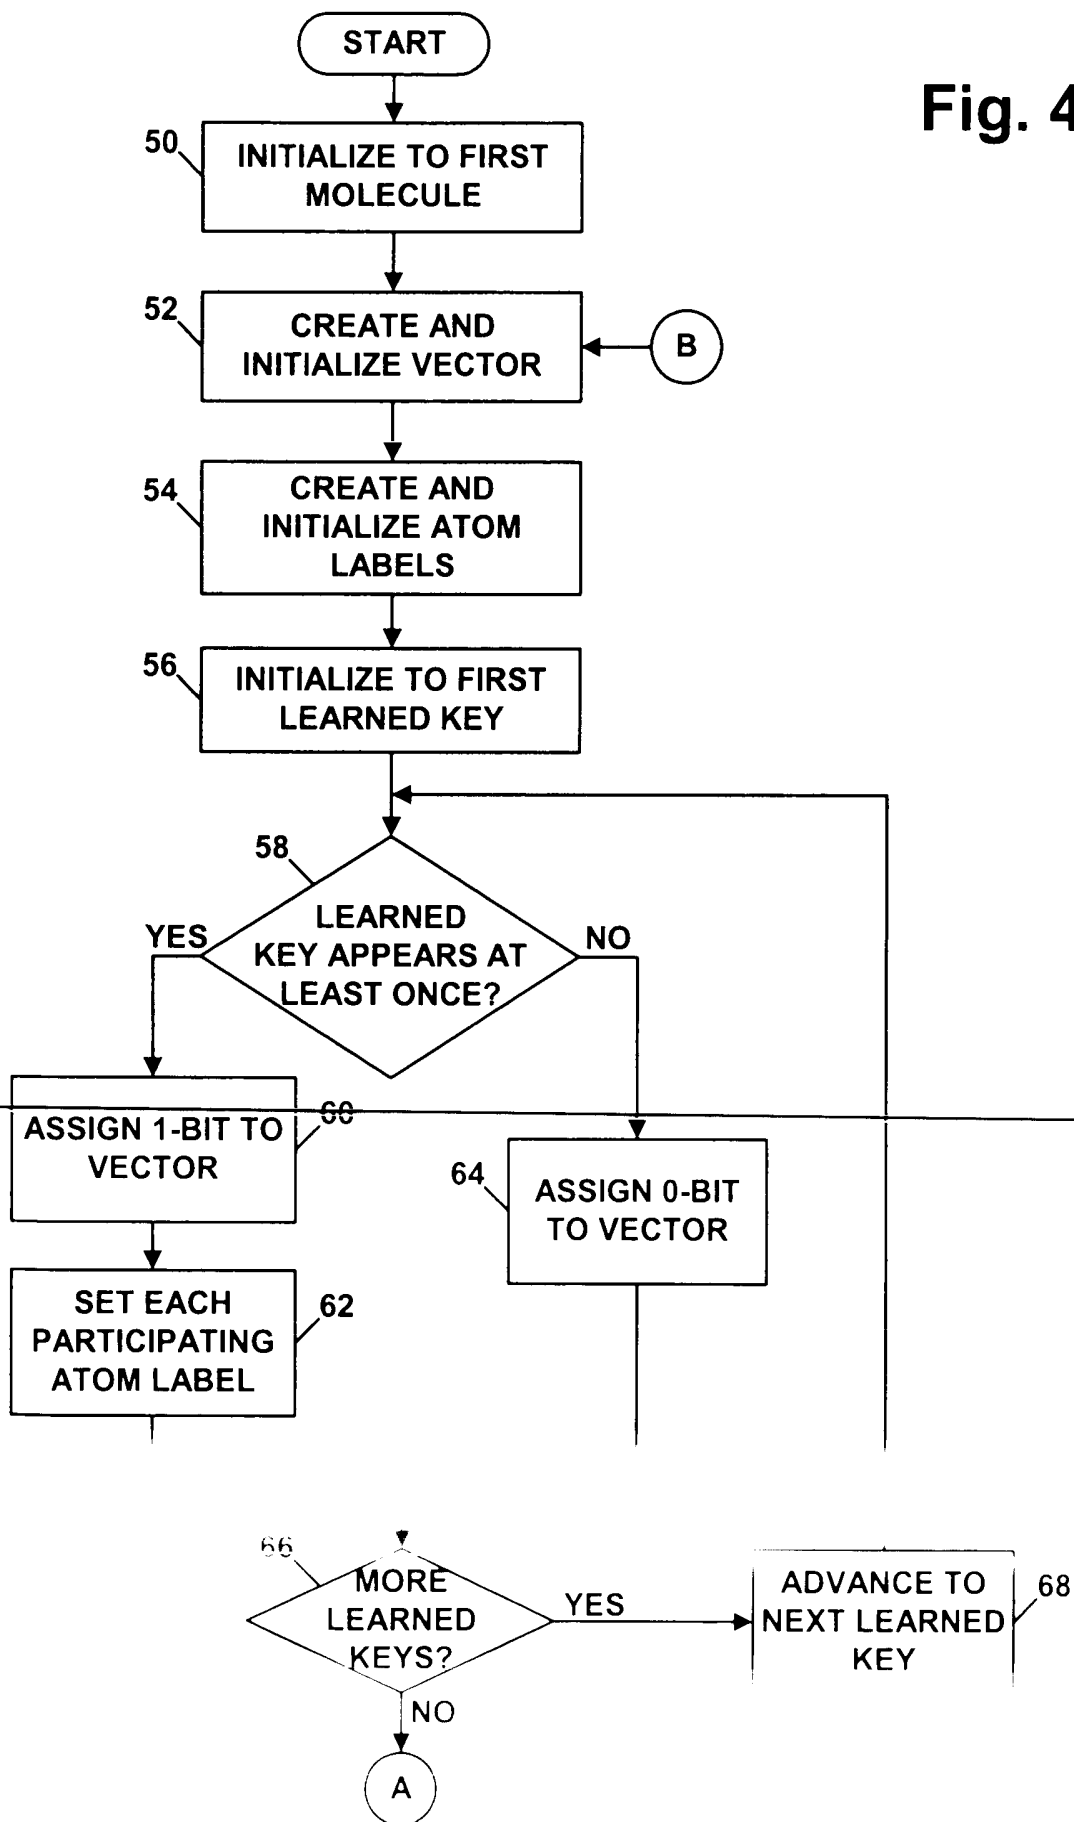 START
Fig. 4
50
INITIALIZE TO FIRST
MOLECULE
52
CREATE AND
INITIALIZE VECTOR
B
54
CREATE AND
INITIALIZE ATOM
LABELS
56
INITIALIZE TO FIRST
LEARNED KEY
58
LEARNED
KEY APPEARS AT
LEAST ONCE?
YES
NO
60
ASSIGN 1-BIT TO
VECTOR
64
ASSIGN 0-BIT
TO VECTOR
62
SET EACH
PARTICIPATING
ATOM LABEL
66
MORE
LEARNED
KEYS?
YES
ADVANCE TO
NEXT LEARNED
KEY
68
NO
A